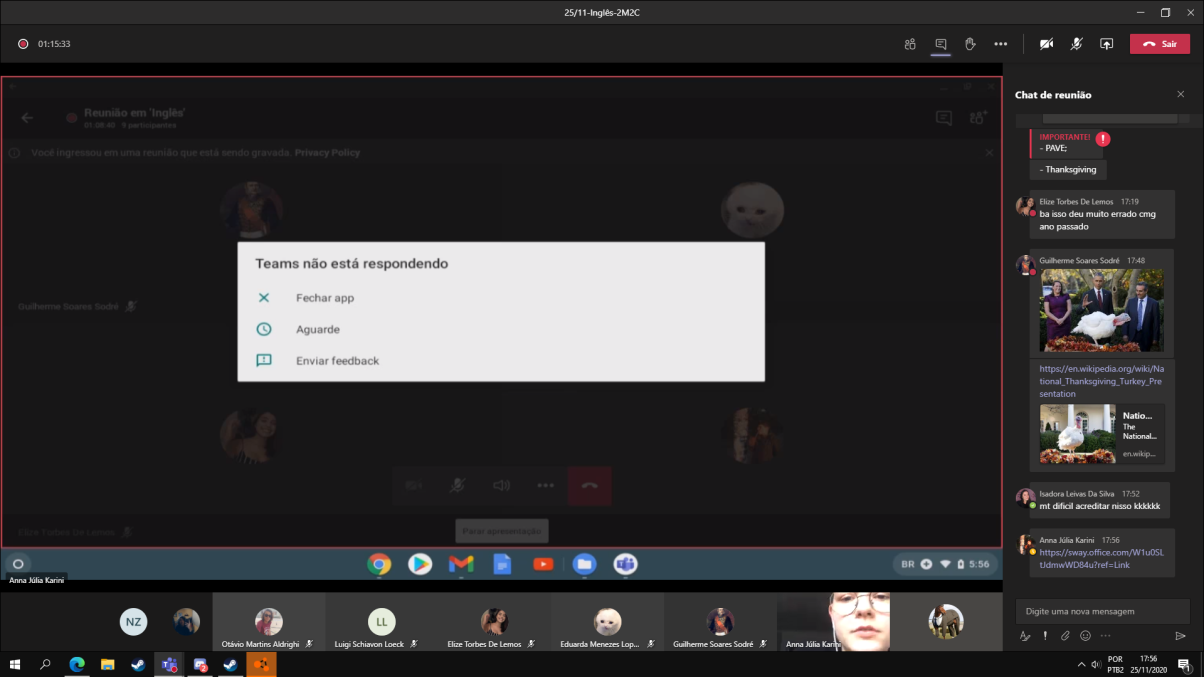 25/11-Inglês-2M2C
01:15:33
Sair
Reunião em 'Inglês'
01:08:40 9 participantes
Você ingressou em uma reunião que está sendo gravada. Privacy Policy
Teams não está respondendo
Fechar app
Aguarde
Enviar feedback
Guilherme Soares Sodré
Elize Torbes De Lemos
Parar apresentação
BR
5:56
Anna Júlia Karini
NZ
Otávio Martins Aldrighi
LL
Luigi Schiavon Loeck
Elize Torbes De Lemos
Eduarda Menezes Lop...
Guilherme Soares Sodré
Anna Júlia Karini
Chat de reunião
IMPORTANTE!
- PAVE;
- Thanksgiving
Elize Torbes De Lemos 17:19
ba isso deu muito errado cmg
ano passado
Guilherme Soares Sodré 17:48
https://en.wikipedia.org/wiki/Na
tional_Thanksgiving_Turkey_Pre
sentation
Natio...
The
National...
en.wikip...
Isadora Leivas Da Silva 17:52
mt dificil acreditar nisso kkkkkk
Anna Júlia Karini 17:56
https://sway.office.com/W1u0SL
tJdmwWD84u?ref=Link
Digite uma nova mensagem
POR
PTB2
17:56
25/11/2020